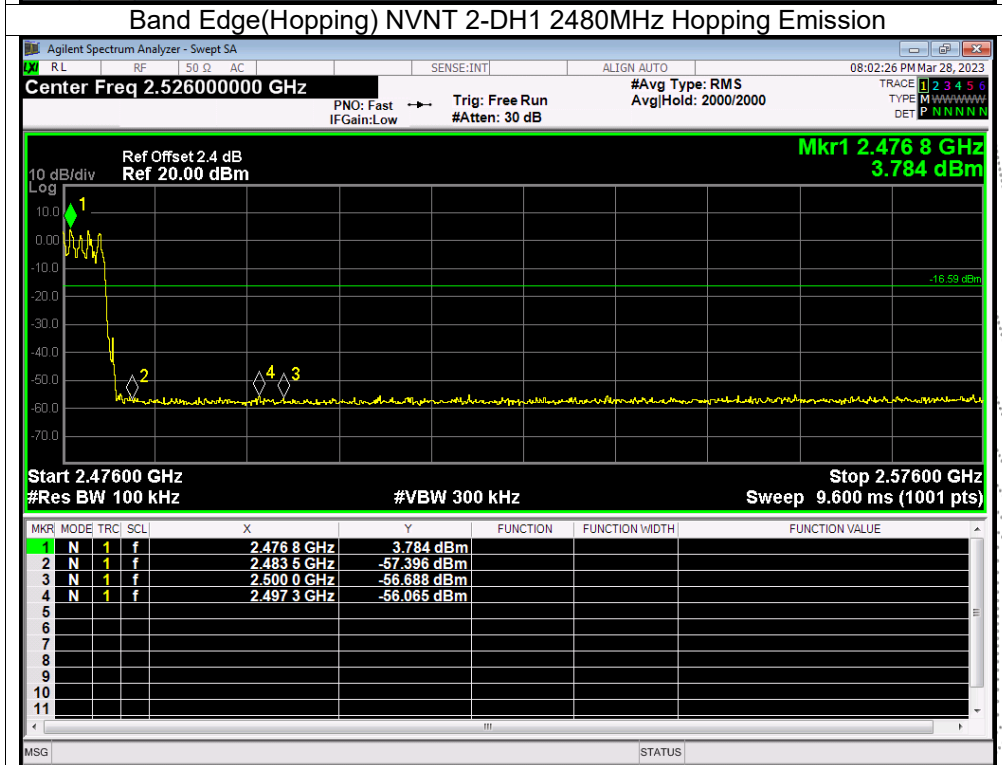 Band Edge(Hopping) NVNT 2-DH1 2480MHz Hopping Emission
Agilent Spectrum Analyzer - Swept SA
LXI RL RF 50 Ω AC SENSE:INT ALIGN AUTO 08:02:26 PM Mar 28, 2023
Center Freq 2.526000000 GHz #Avg Type: RMS TRACE 1 2 3 4 5 6
PNO: Fast Trig: Free Run Avg|Hold: 2000/2000 TYPE M WWWWW
IFGain:Low #Atten: 30 dB DET P N N N N N
Mkr1 2.476 8 GHz
Ref Offset 2.4 dB
10 dB/div Ref 20.00 dBm 3.784 dBm
Log
10.0
1
0.00
-10.0
-16.59 dBm
-20.0
-30.0
-40.0
-50.0
2 4 3
-60.0
-70.0
Start 2.47600 GHz Stop 2.57600 GHz
#Res BW 100 kHz #VBW 300 kHz Sweep 9.600 ms (1001 pts)
MKR MODE TRC SCL X Y FUNCTION FUNCTION WIDTH FUNCTION VALUE
1 N 1 f 2.476 8 GHz 3.784 dBm
2 N 1 f 2.483 5 GHz -57.396 dBm
3 N 1 f 2.500 0 GHz -56.688 dBm
4 N 1 f 2.497 3 GHz -56.065 dBm
5
6
7
8
9
10
11
MSG STATUS